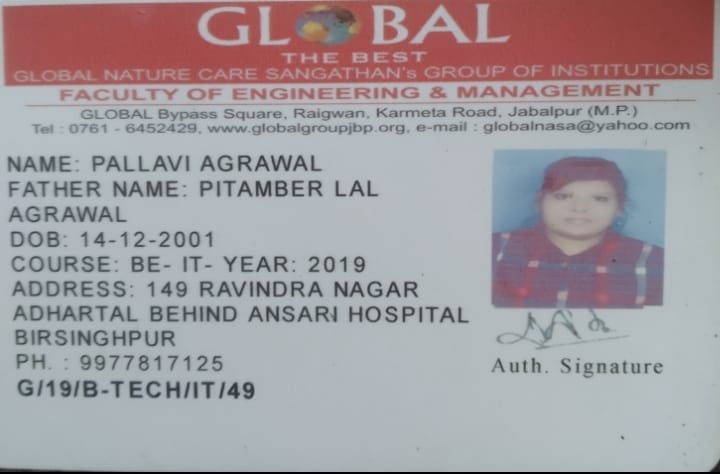 GLOBAL
THE BEST
GLOBAL NATURE CARE SANGATHAN's GROUP OF INSTITUTIONS
FACULTY OF ENGINEERING & MANAGEMENT
GLOBAL Bypass Square, Raigwan, Karmeta Road, Jabalpur (M.P.)
Tel : 0761 - 6452429, www.globalgroupjbp.org, e-mail : globalnasa@yahoo.com
NAME: PALLAVI AGRAWAL
FATHER NAME: PITAMBER LAL
AGRAWAL
DOB: 14-12-2001
COURSE: BE- IT- YEAR: 2019
ADDRESS: 149 RAVINDRA NAGAR
ADHARTAL BEHIND ANSARI HOSPITAL
BIRSINGHPUR
PH. : 9977817125
G/19/B-TECH/IT/49
Auth. Signature